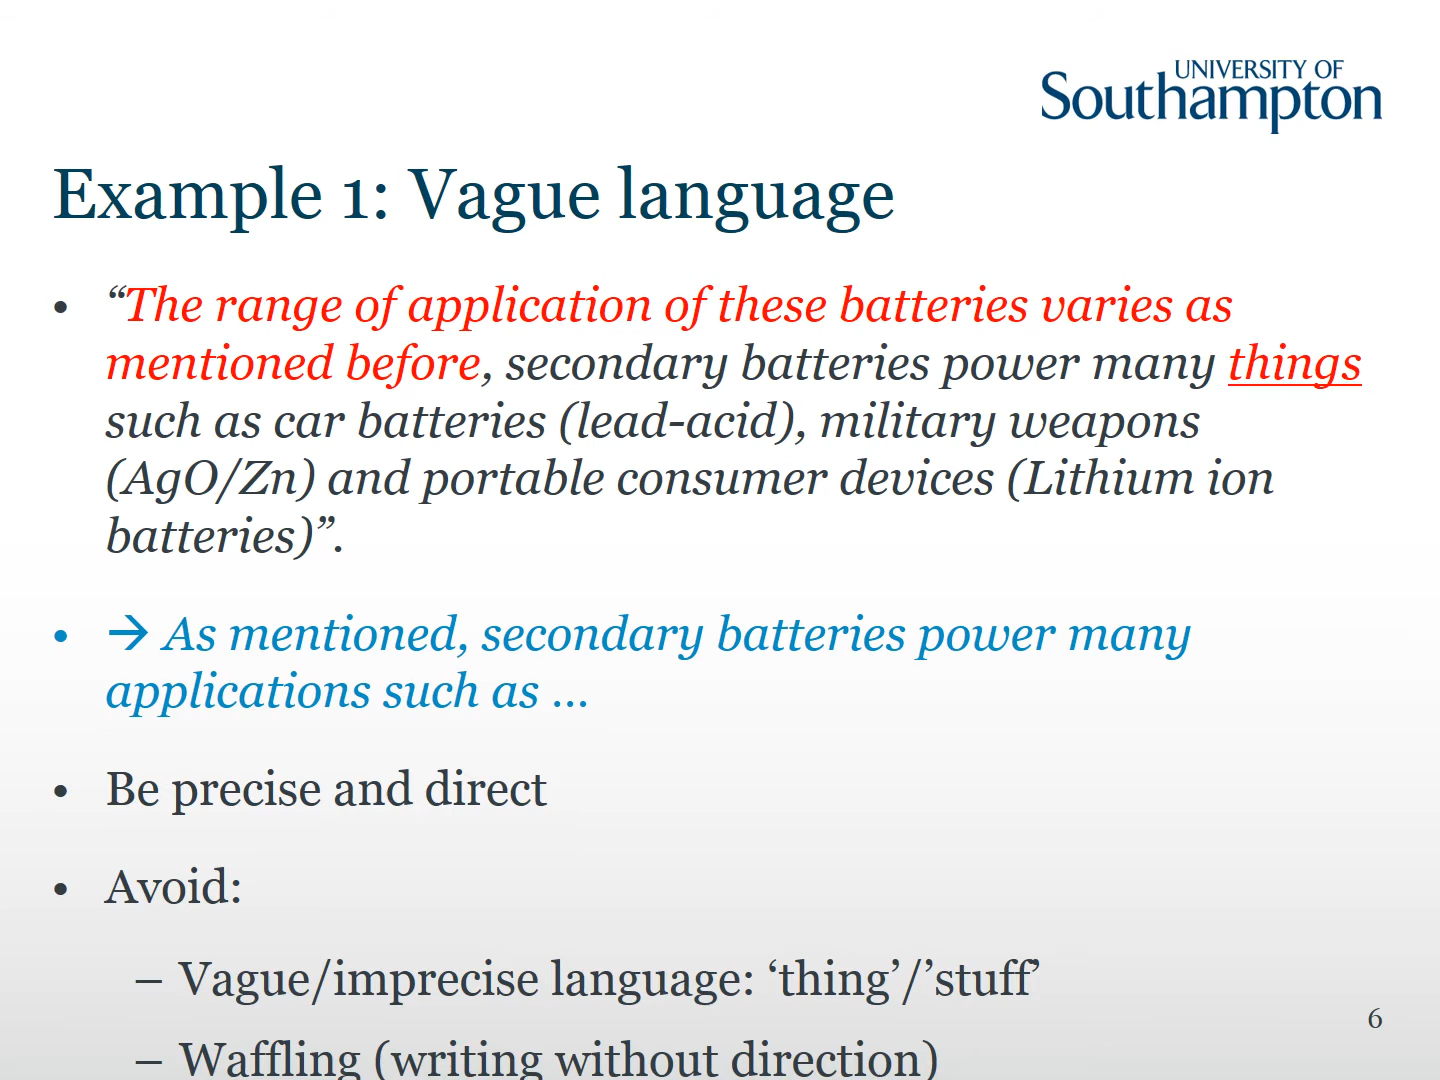 UNIVERSITY OF
Southampton
Example 1: Vague language
• “The range of application of these batteries varies as
mentioned before, secondary batteries power many things
such as car batteries (lead-acid), military weapons
(AgO/Zn) and portable consumer devices (Lithium ion
batteries)”.
• → As mentioned, secondary batteries power many
applications such as ...
• Be precise and direct
• Avoid:
– Vague/imprecise language: ‘thing’/’stuff’
– Waffling (writing without direction)
6